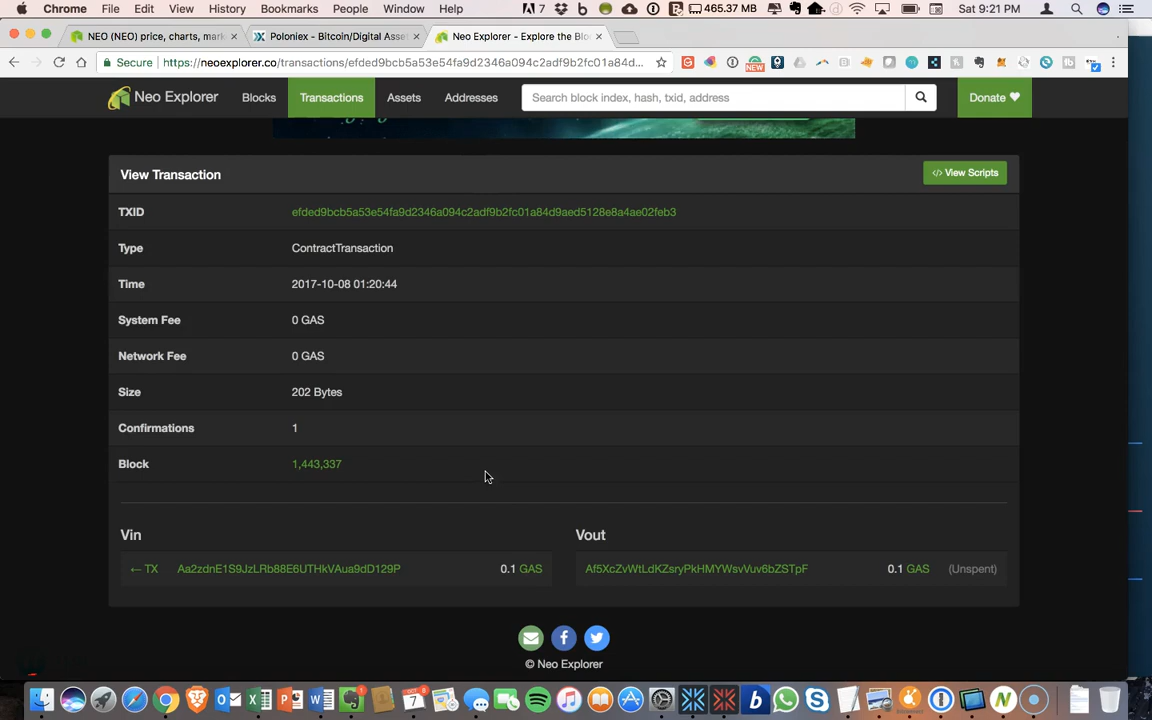 Chrome File Edit View History Bookmarks People Window Help 7 465.37 MB Sat 9:21 PM
NEO (NEO) price, charts, mark
Poloniex - Bitcoin/Digital Asse
Neo Explorer - Explore the Blo
Secure https://neoexplorer.co/transactions/efded9bcb5a53e54fa9d2346a094c2adf9b2fc01a84d...
NEW
Neo Explorer Blocks Transactions Assets Addresses Search block index, hash, txid, address Donate
View Transaction </> View Scripts
TXID efded9bcb5a53e54fa9d2346a094c2adf9b2fc01a84d9aed5128e8a4ae02feb3
Type ContractTransaction
Time 2017-10-08 01:20:44
System Fee 0 GAS
Network Fee 0 GAS
Size 202 Bytes
Confirmations 1
Block 1,443,337
Vin Vout
← TX Aa2zdnE1S9JzLRb88E6UTHkVAua9dD129P 0.1 GAS Af5XcZvWtLdKZsryPkHMYWsvVuv6bZSTpF 0.1 GAS (Unspent)
© Neo Explorer